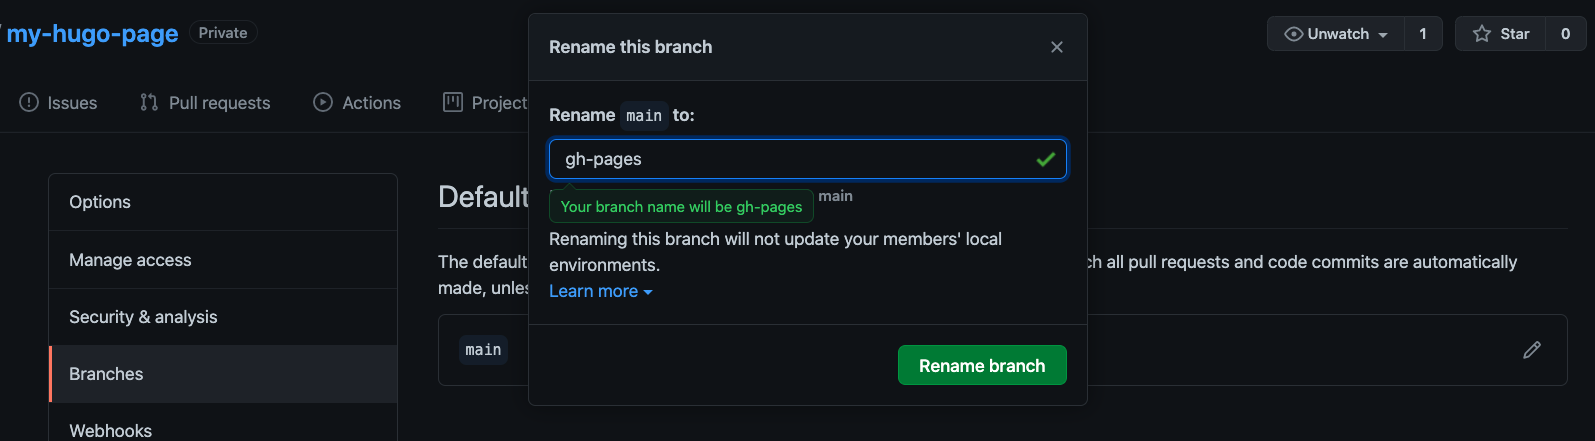 my-hugo-page Private
Unwatch 1 Star 0
Issues Pull requests Actions Project
Rename this branch
Rename main to:
gh-pages
Your branch name will be gh-pages
main
Renaming this branch will not update your members' local
environments.
Learn more
Rename branch
Options
Manage access
Security & analysis
Branches
Webhooks
Default
The default
ch all pull requests and code commits are automatically
made, unles
main